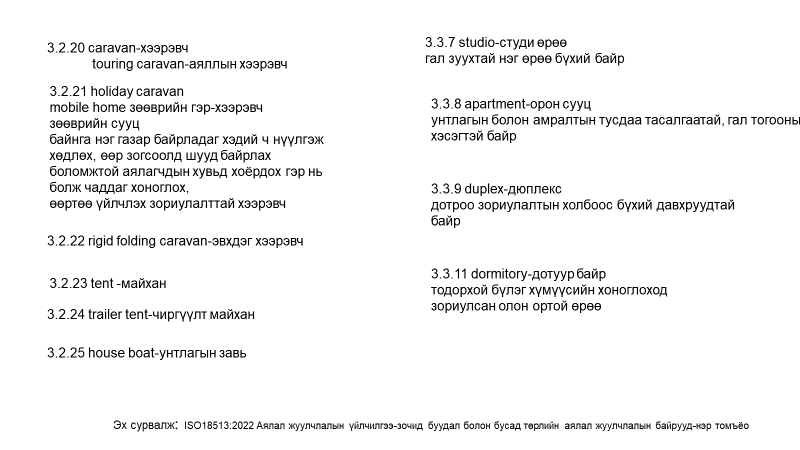 3.2.20 caravan-хээрэвч
touring caravan-аяллын хээрэвч
3.2.21 holiday caravan
mobile home зөөврийн гэр-хээрэвч
зөөврийн сууц
байнга нэг газар байрладаг хэдий ч нүүлгэж
хөдлөх, өөр зогсоолд шууд байрлах
боломжтой аялагчдын хувьд хоёрдох гэр нь
болж чаддаг хоноглох,
өөртөө үйлчлэх зориулалттай хээрэвч
3.2.22 rigid folding caravan-эвхдэг хээрэвч
3.2.23 tent -майхан
3.2.24 trailer tent-чиргүүлт майхан
3.2.25 house boat-унтлагын завь
3.3.7 studio-студи өрөө
гал зуухтай нэг өрөө бүхий байр
3.3.8 apartment-орон сууц
унтлагын болон амралтын тусдаа тасалгаатай, гал тогооны
хэсэгтэй байр
3.3.9 duplex-дюплекс
дотроо зориулалтын холбоос бүхий давхруудтай
байр
3.3.11 dormitory-дотуур байр
тодорхой бүлэг хүмүүсийн хоноглоход
зориулсан олон ортой өрөө
Эх сурвалж: ISO18513:2022 Аялал жуулчлалын үйлчилгээ-зочид буудал болон бусад төрлийн аялал жуулчлалын байрууд-нэр томъёо